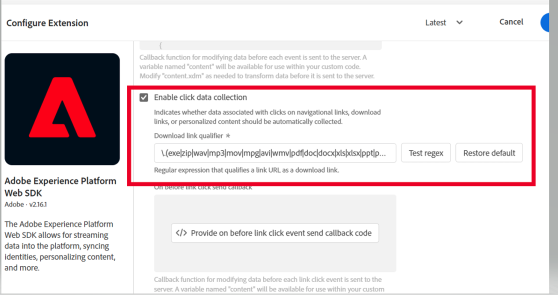 Configure Extension
Latest
Cancel
Callback function for modifying data before each event is sent to the server. A
variable named "content" will be available for use within your custom code.
Modify "content.xdm" as needed to transform data before it is sent to the server.
Enable click data collection
Indicates whether data associated with clicks on navigational links, download
links, or personalized content should be automatically collected.
Download link qualifier
\.(exe|zip|wav|mp3|mov|mpg|avi|wmv|pdf|doc|docx|xls|xlsx|ppt|p...
Test regex
Restore default
Regular expression that qualifies a link URL as a download link.
On before link click send callback
</> Provide on before link click event send callback code
Callback function for modifying data before each link click event is sent to the
server. A variable named "content" will be available for use within your custom
Adobe Experience Platform
Web SDK
Adobe · v2.16.1
The Adobe Experience Platform
Web SDK allows for streaming
data into the platform, syncing
identities, personalizing content,
and more.